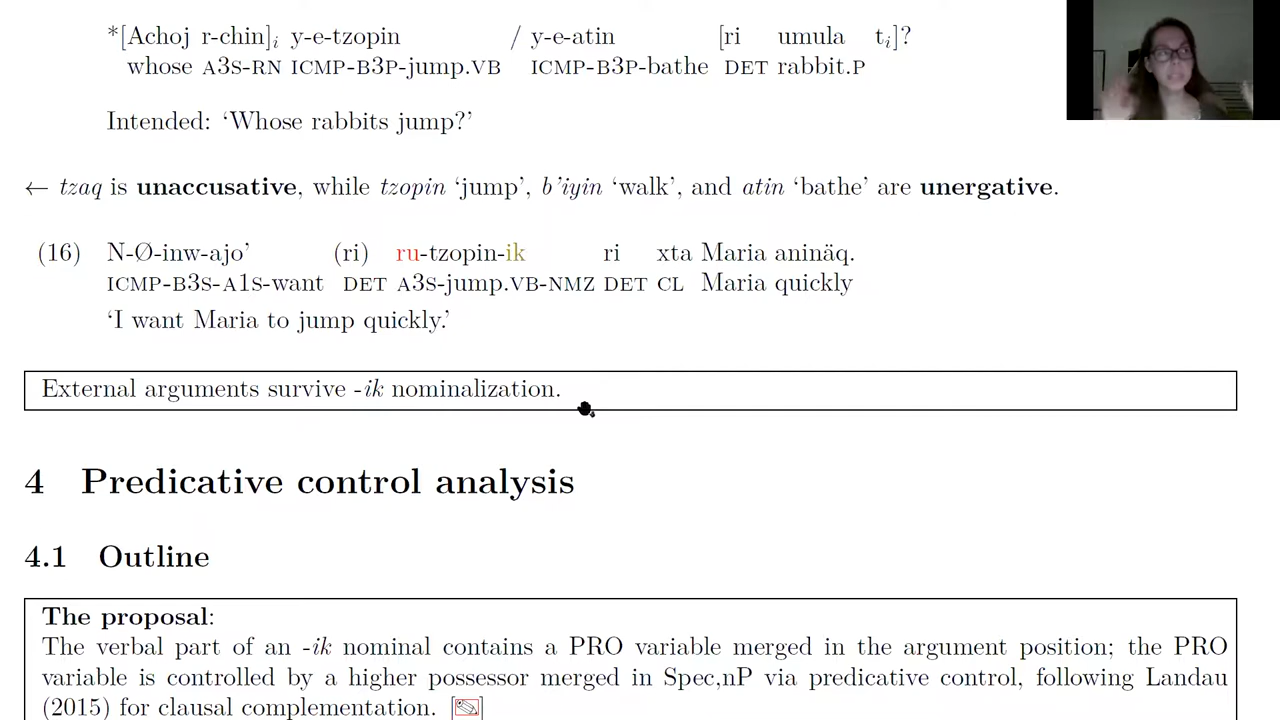 *[Achoj r-chin]i y-e-tzopin / y-e-atin [ri umula ti]?
whose A3S-RN ICMP-B3P-jump.VB ICMP-B3P-bathe DET rabbit.P
Intended: ‘Whose rabbits jump?’
← tzaq is unaccusative, while tzopin ‘jump’, b’iyin ‘walk’, and atin ‘bathe’ are unergative.
(16) N-Ø-inw-ajo’ (ri) ru-tzopin-ik ri xta Maria aninäq.
ICMP-B3S-A1S-want DET A3S-jump.VB-NMZ DET CL Maria quickly
‘I want Maria to jump quickly.’
External arguments survive -ik nominalization.
4 Predicative control analysis
4.1 Outline
The proposal:
The verbal part of an -ik nominal contains a PRO variable merged in the argument position; the PRO
variable is controlled by a higher possessor merged in Spec,nP via predicative control, following Landau
(2015) for clausal complementation.